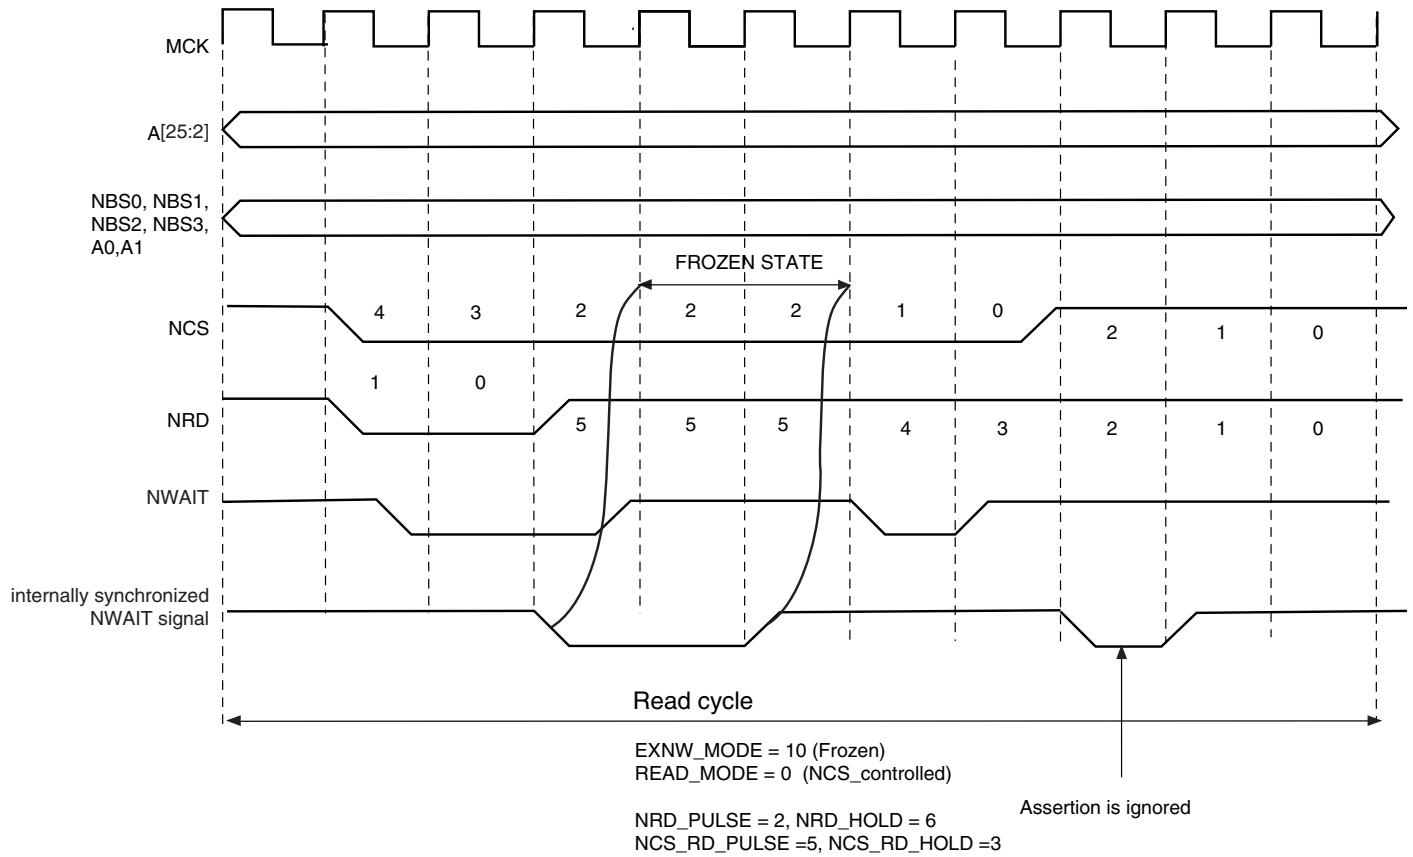 MCK
A[25:2]
NBS0, NBS1,
NBS2, NBS3,
A0,A1
FROZEN STATE
NCS
4 3 2 2 2 1 0
2 1 0
1 0
NRD
5 5 5 4 3 2 1 0
NWAIT
internally synchronized
NWAIT signal
Read cycle
EXNW_MODE = 10 (Frozen)
READ_MODE = 0 (NCS_controlled)
Assertion is ignored
NRD_PULSE = 2, NRD_HOLD = 6
NCS_RD_PULSE =5, NCS_RD_HOLD =3